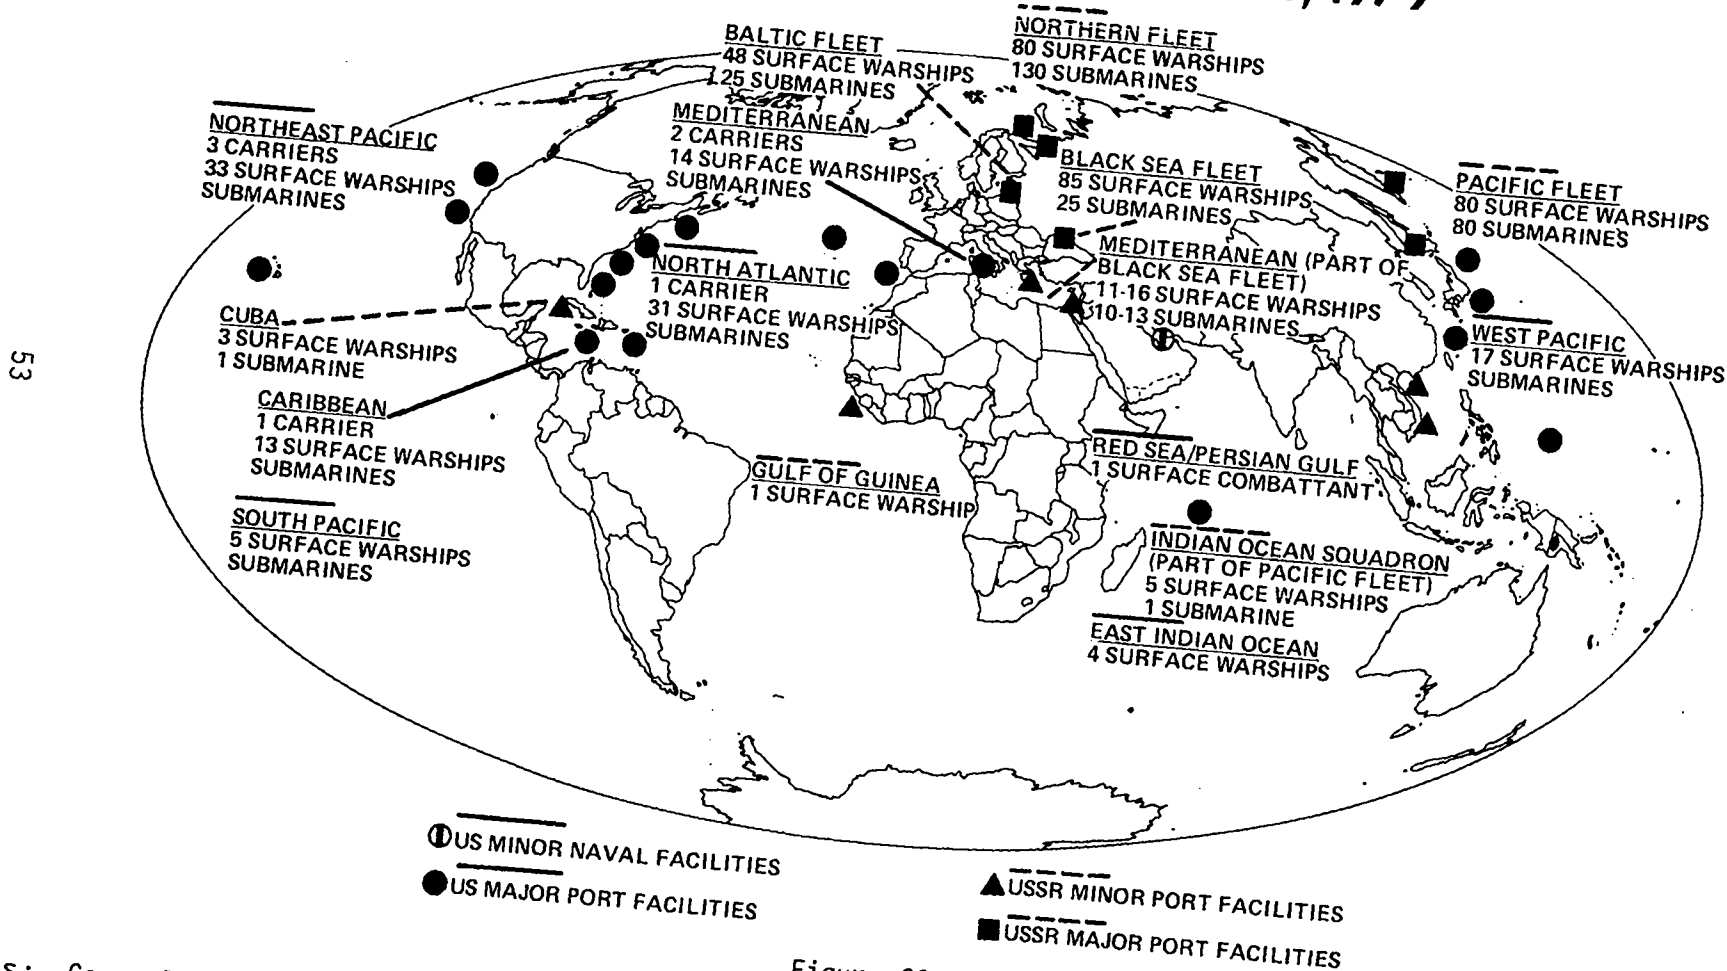 NORTHERN FLEET
80 SURFACE WARSHIPS
130 SUBMARINES
BALTIC FLEET
48 SURFACE WARSHIPS
25 SUBMARINES
MEDITERRANEAN
2 CARRIERS
14 SURFACE WARSHIPS
SUBMARINES
NORTHEAST PACIFIC
3 CARRIERS
33 SURFACE WARSHIPS
SUBMARINES
BLACK SEA FLEET
85 SURFACE WARSHIPS
25 SUBMARINES
PACIFIC FLEET
80 SURFACE WARSHIPS
80 SUBMARINES
MEDITERRANEAN (PART OF
BLACK SEA FLEET)
11-16 SURFACE WARSHIPS
10-13 SUBMARINES
NORTH ATLANTIC
1 CARRIER
31 SURFACE WARSHIPS
SUBMARINES
CUBA
3 SURFACE WARSHIPS
1 SUBMARINE
WEST PACIFIC
17 SURFACE WARSHIPS
SUBMARINES
53
CARIBBEAN
1 CARRIER
13 SURFACE WARSHIPS
SUBMARINES
GULF OF GUINEA
1 SURFACE WARSHIP
RED SEA/PERSIAN GULF
1 SURFACE COMBATTANT
SOUTH PACIFIC
5 SURFACE WARSHIPS
SUBMARINES
INDIAN OCEAN SQUADRON
(PART OF PACIFIC FLEET)
5 SURFACE WARSHIPS
1 SUBMARINE
EAST INDIAN OCEAN
4 SURFACE WARSHIPS
US MINOR NAVAL FACILITIES
US MAJOR PORT FACILITIES
USSR MINOR PORT FACILITIES
USSR MAJOR PORT FACILITIES
Figure